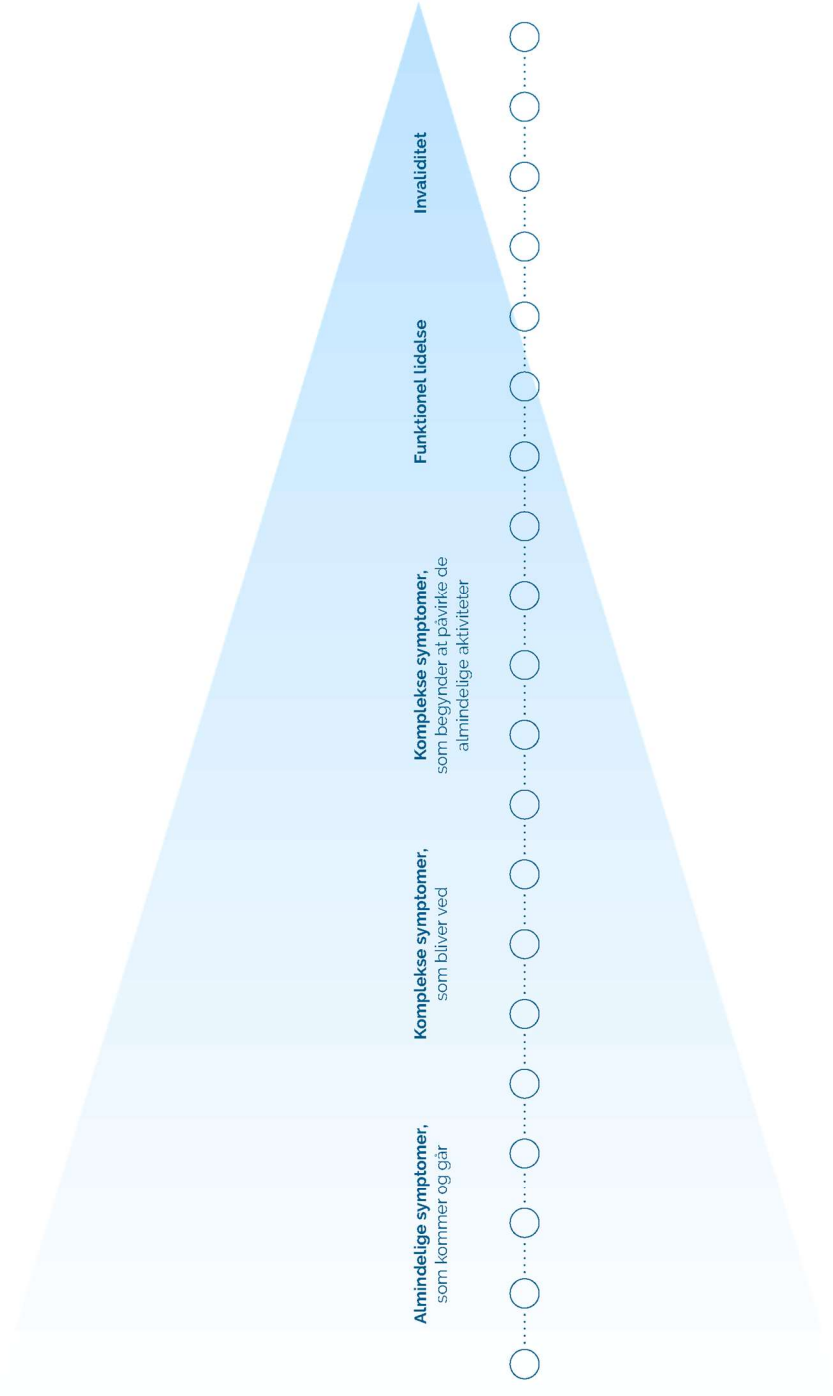 Almindelige symptomer,
som kommer og går
Komplekse symptomer,
som bliver ved
Komplekse symptomer,
som begynder at påvirke de
almindelige aktiviteter
Funktionel lidelse
Invaliditet